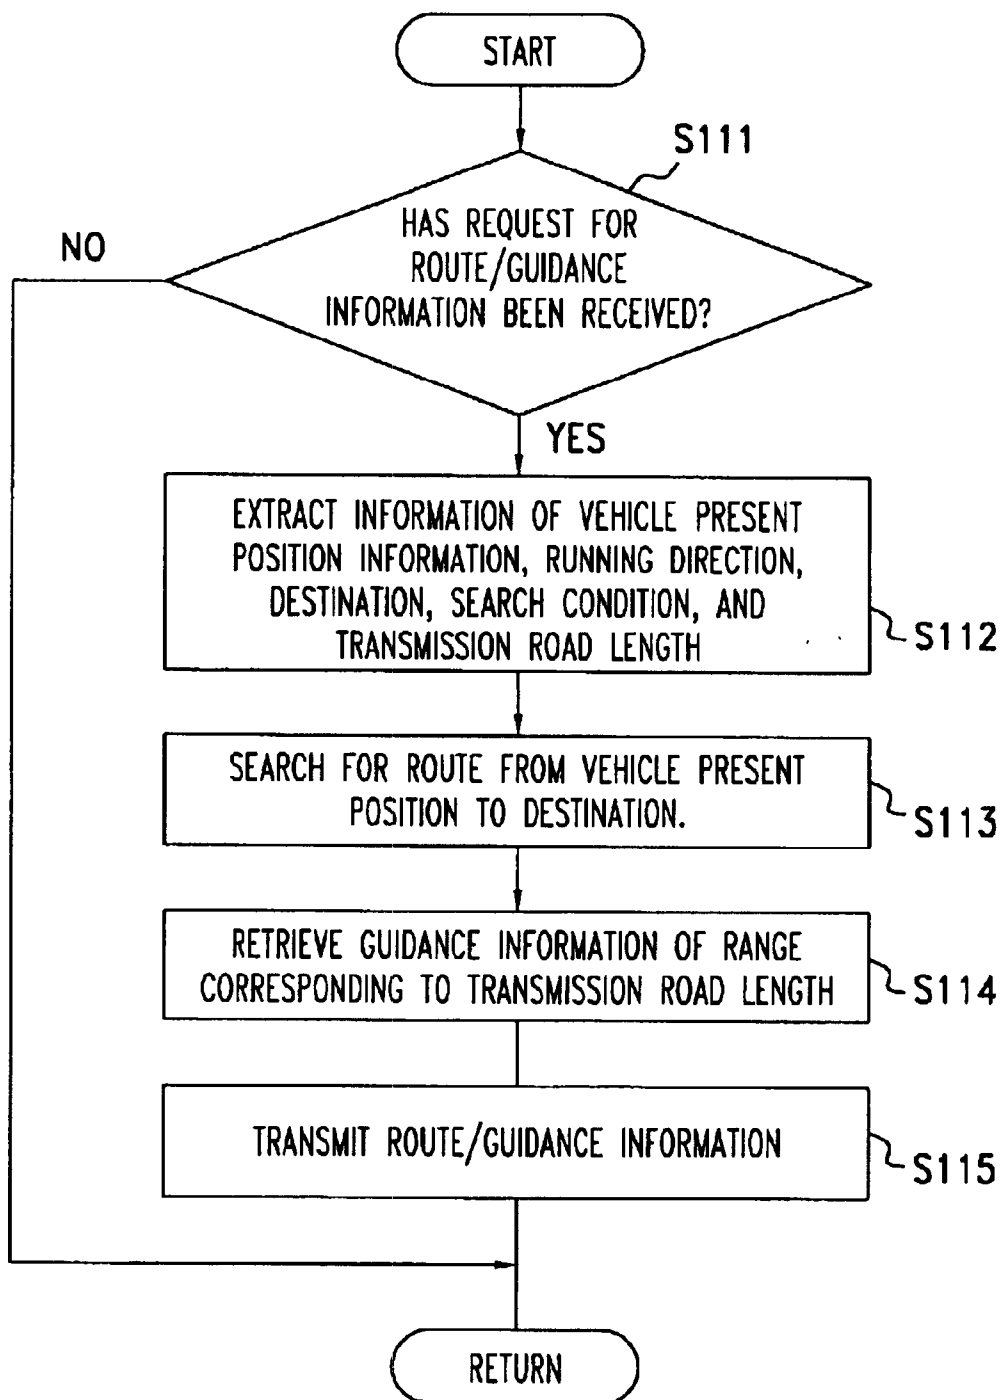 START
S111
HAS REQUEST FOR
ROUTE/GUIDANCE
INFORMATION BEEN RECEIVED?
NO
YES
EXTRACT INFORMATION OF VEHICLE PRESENT
POSITION INFORMATION, RUNNING DIRECTION,
DESTINATION, SEARCH CONDITION, AND
TRANSMISSION ROAD LENGTH
S112
SEARCH FOR ROUTE FROM VEHICLE PRESENT
POSITION TO DESTINATION.
S113
RETRIEVE GUIDANCE INFORMATION OF RANGE
CORRESPONDING TO TRANSMISSION ROAD LENGTH
S114
TRANSMIT ROUTE/GUIDANCE INFORMATION
S115
RETURN